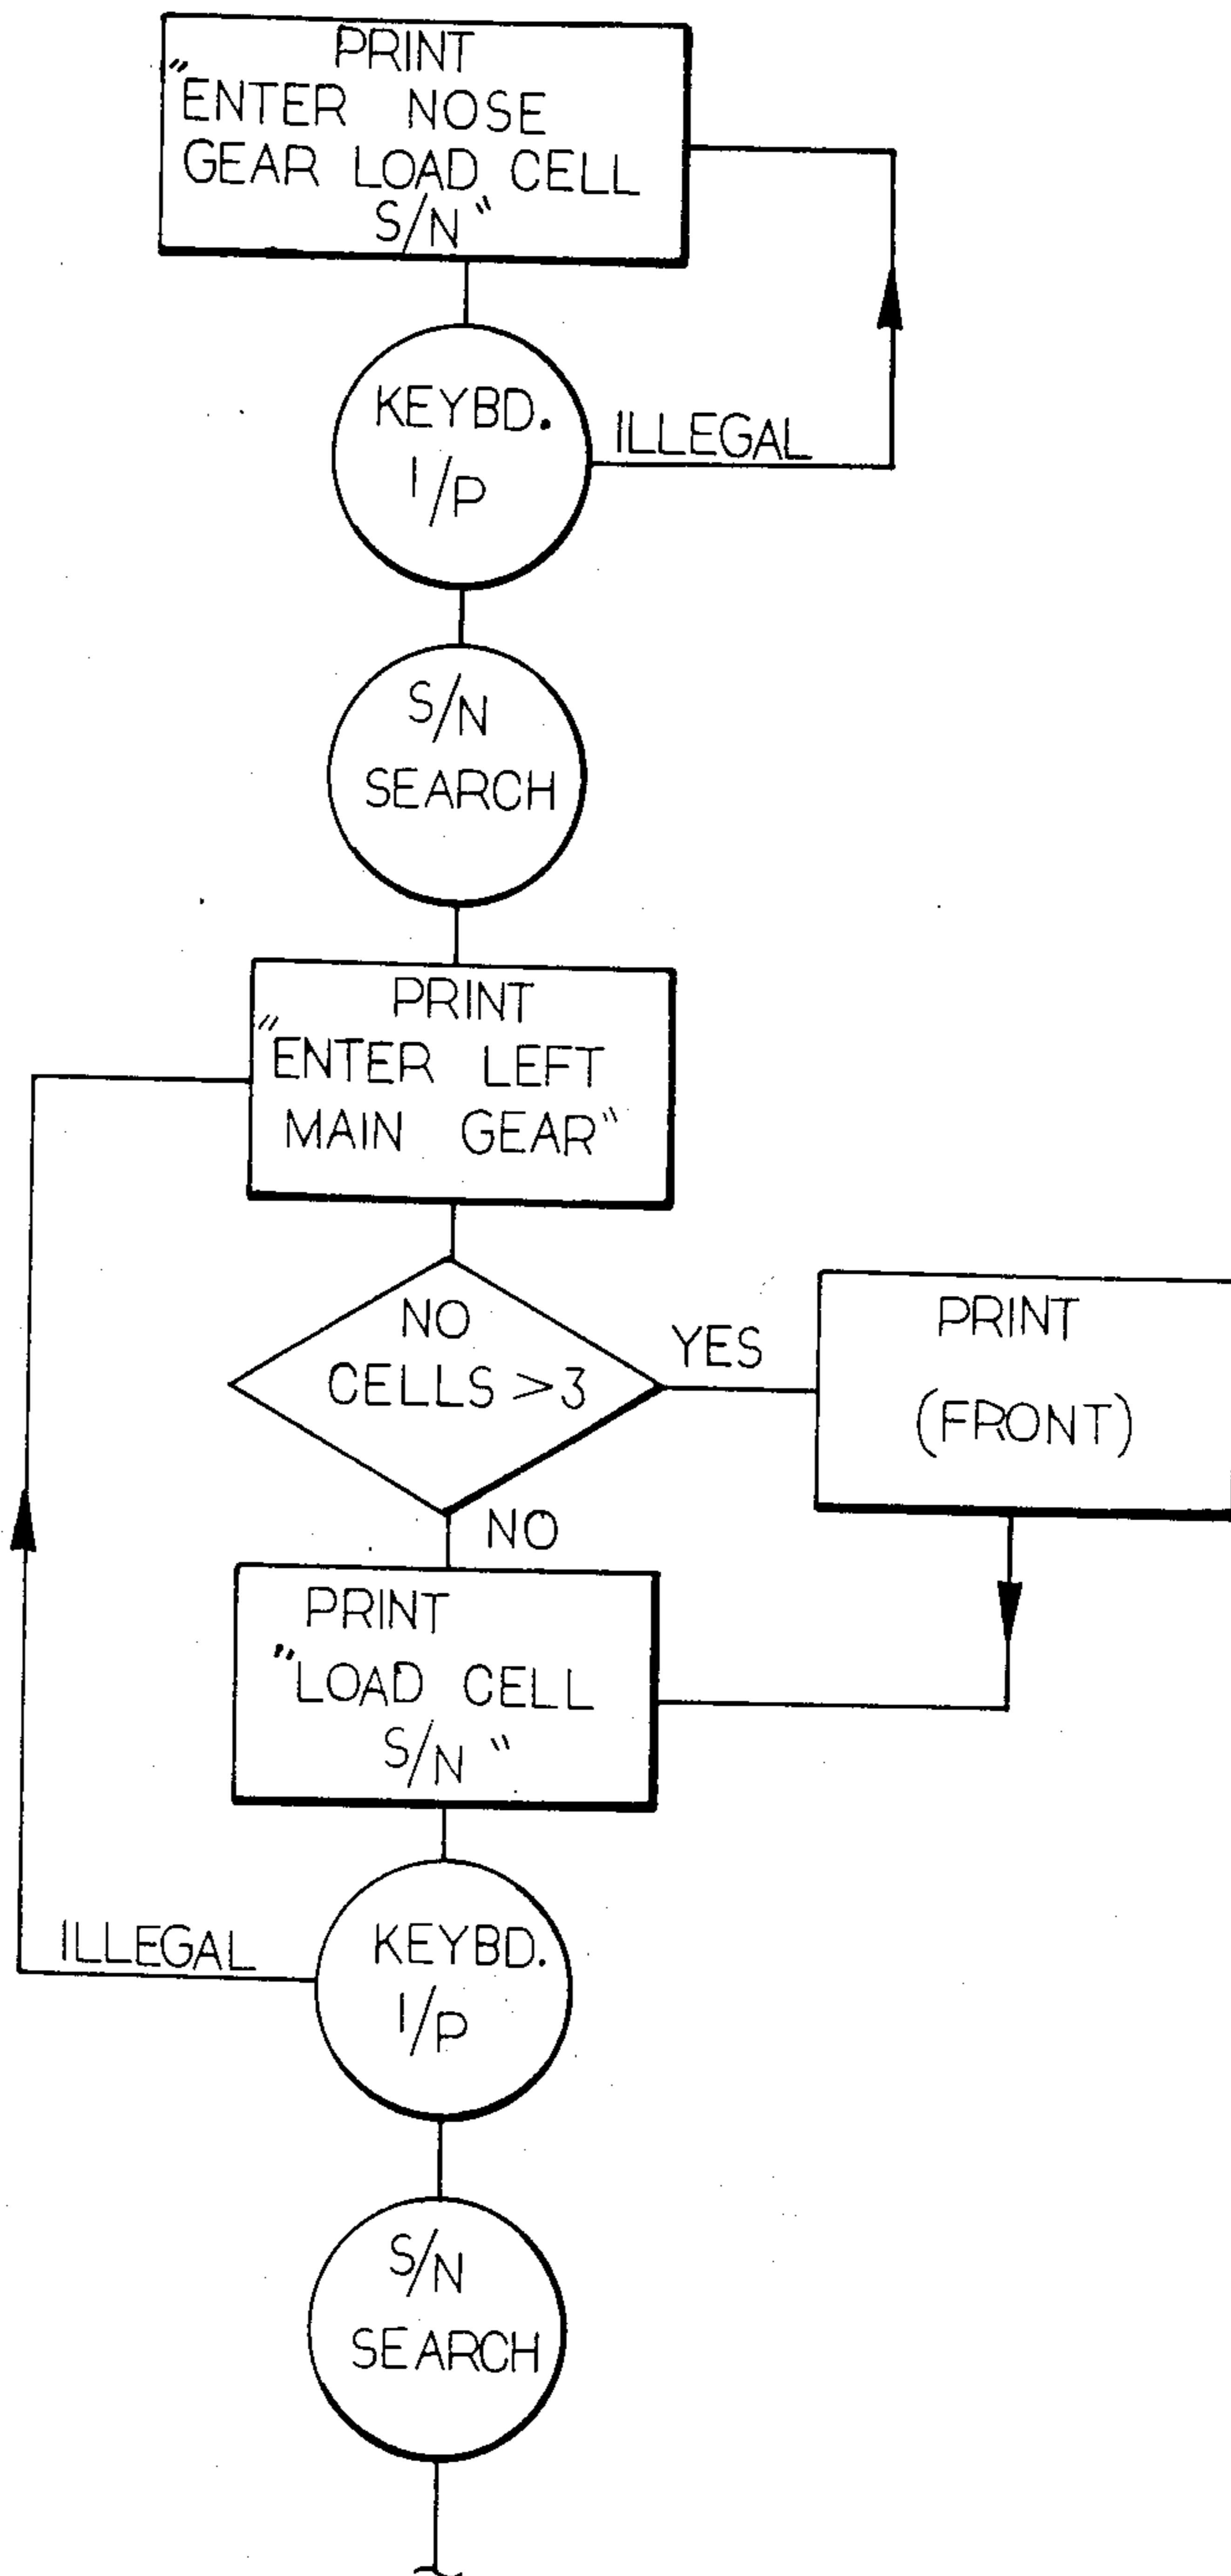 PRINT
"ENTER NOSE
GEAR LOAD CELL
S/N"
KEYBD.
I/P
ILLEGAL
S/N
SEARCH
PRINT
"ENTER LEFT
MAIN GEAR"
NO
CELLS >3
YES
PRINT
(FRONT)
NO
PRINT
"LOAD CELL
S/N"
KEYBD.
I/P
ILLEGAL
S/N
SEARCH